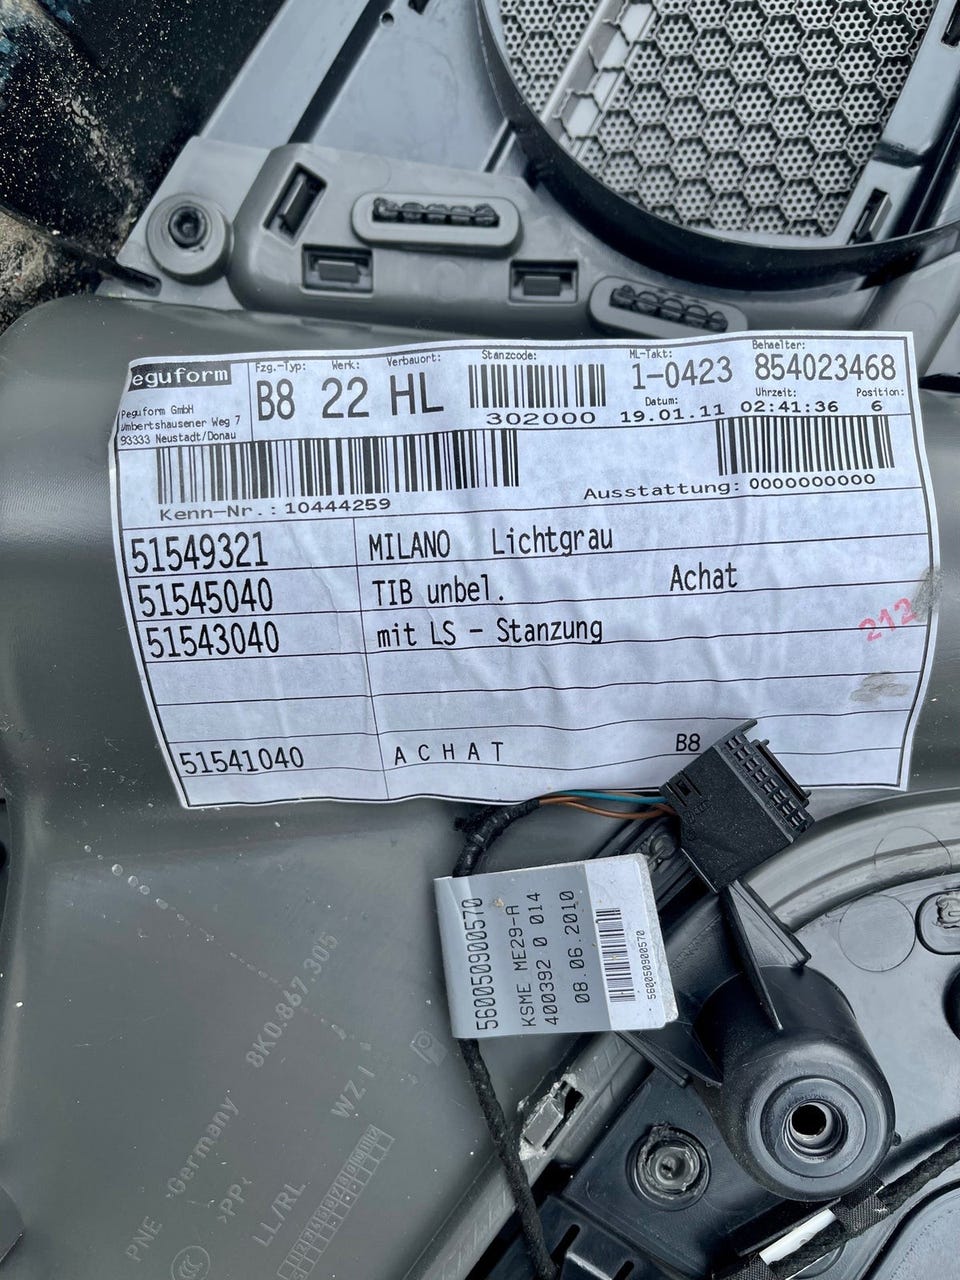 peguform
Peguform GmbH
Umbertshausener Weg 7
93333 Neustadt/Donau
Fzg.-Typ: Werk: Verbauort:
B8 22 HL
Stanzcode:
302000
ML-Takt:
1-0423
Behaelter:
854023468
Datum:
19.01.11
Uhrzeit:
02:41:36
Position:
6
Kenn-Nr.: 10444259
Ausstattung: 0000000000
51549321 MILANO Lichtgrau
51545040 TIB unbel. Achat
51543040 mit LS - Stanzung
212
51541040 A C H A T B8
560050900570
KSME ME29-A
400392 0 014
08.06.2010
560050900570
8K0.867.305
WZ I
Germany
>PP<
PNE
LL/RL
CCC